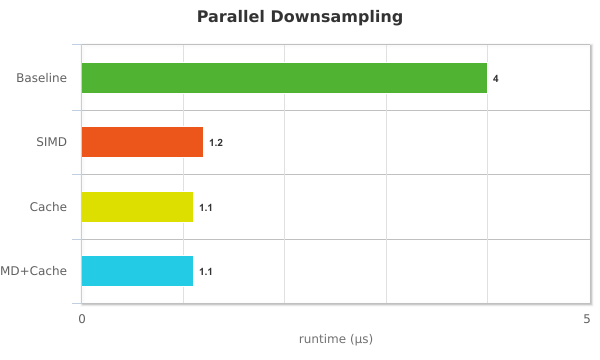 Parallel Downsampling
Baseline
4
SIMD
1.2
Cache
1.1
MD+Cache
1.1
0
5
runtime (µs)